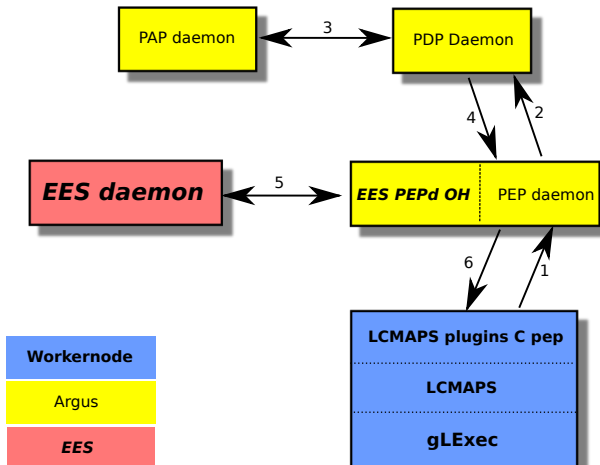 PAP daemon
3
PDP Daemon
4
2
EES daemon
5
EES PEPd OH
PEP daemon
6
1
LCMAPS plugins C pep
LCMAPS
gLExec
Workernode
Argus
EES